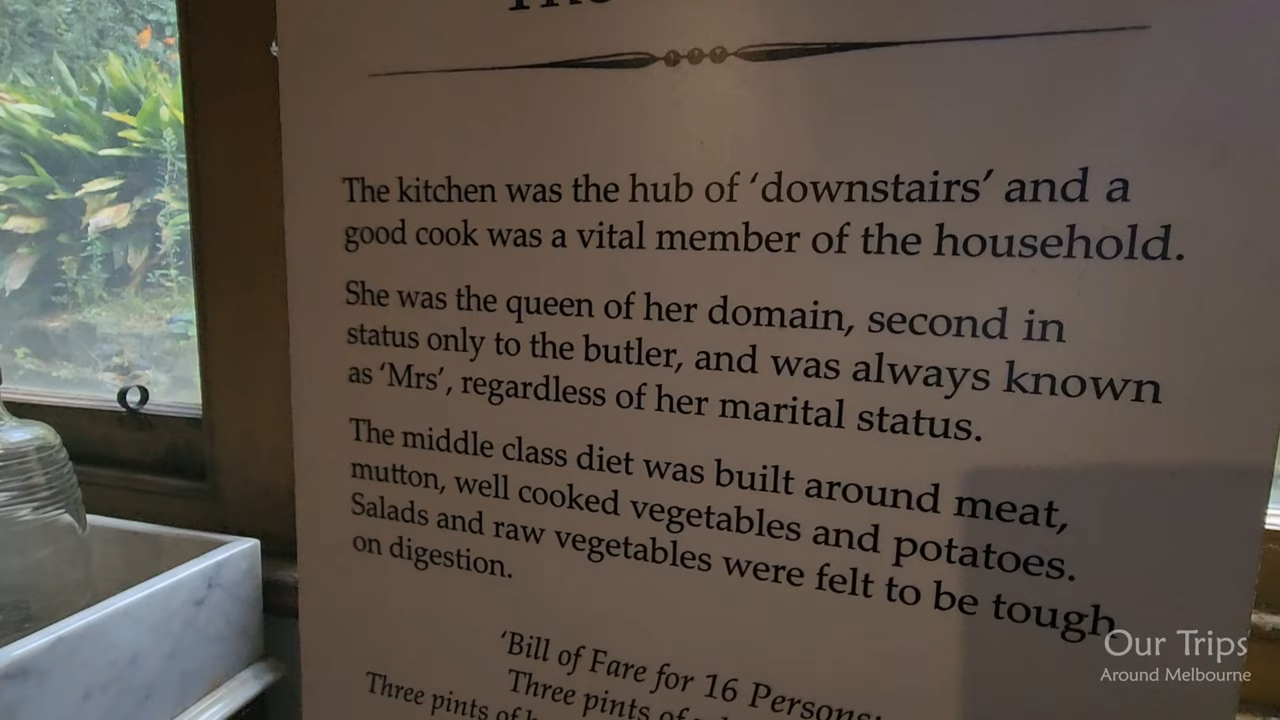 The
The kitchen was the hub of ‘downstairs’ and a
good cook was a vital member of the household.
She was the queen of her domain, second in
status only to the butler, and was always known
as ‘Mrs’, regardless of her marital status.
The middle class diet was built around meat,
mutton, well cooked vegetables and potatoes.
Salads and raw vegetables were felt to be tough
on digestion.
‘Bill of Fare for 16 Persons:
Three pints of
Three pints of
Our Trips
Around Melbourne